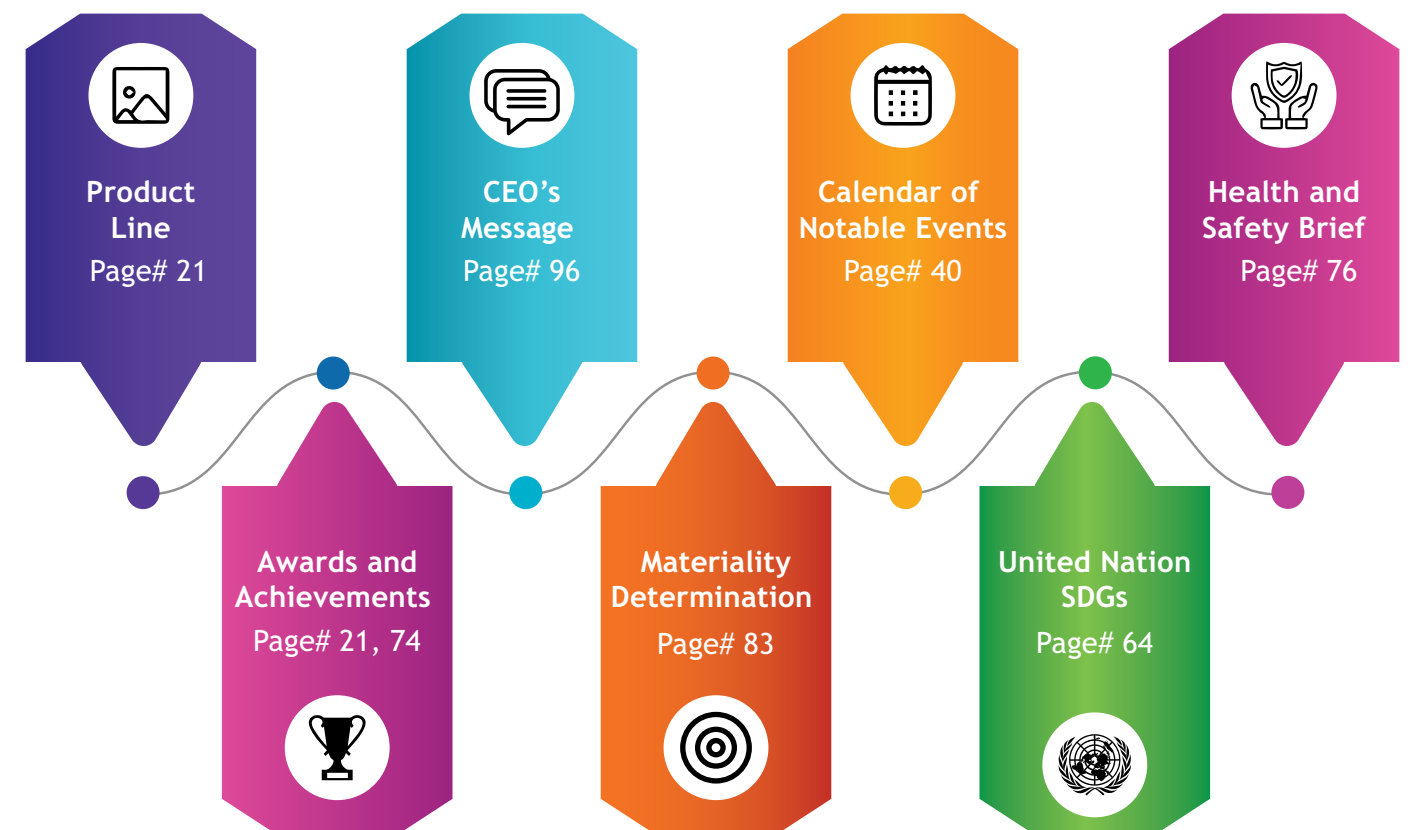 Product
Line
Page# 21
CEO's
Message
Page# 96
Calendar of
Notable Events
Page# 40
Health and
Safety Brief
Page# 76
Awards and
Achievements
Page# 21, 74
Materiality
Determination
Page# 83
United Nation
SDGs
Page# 64